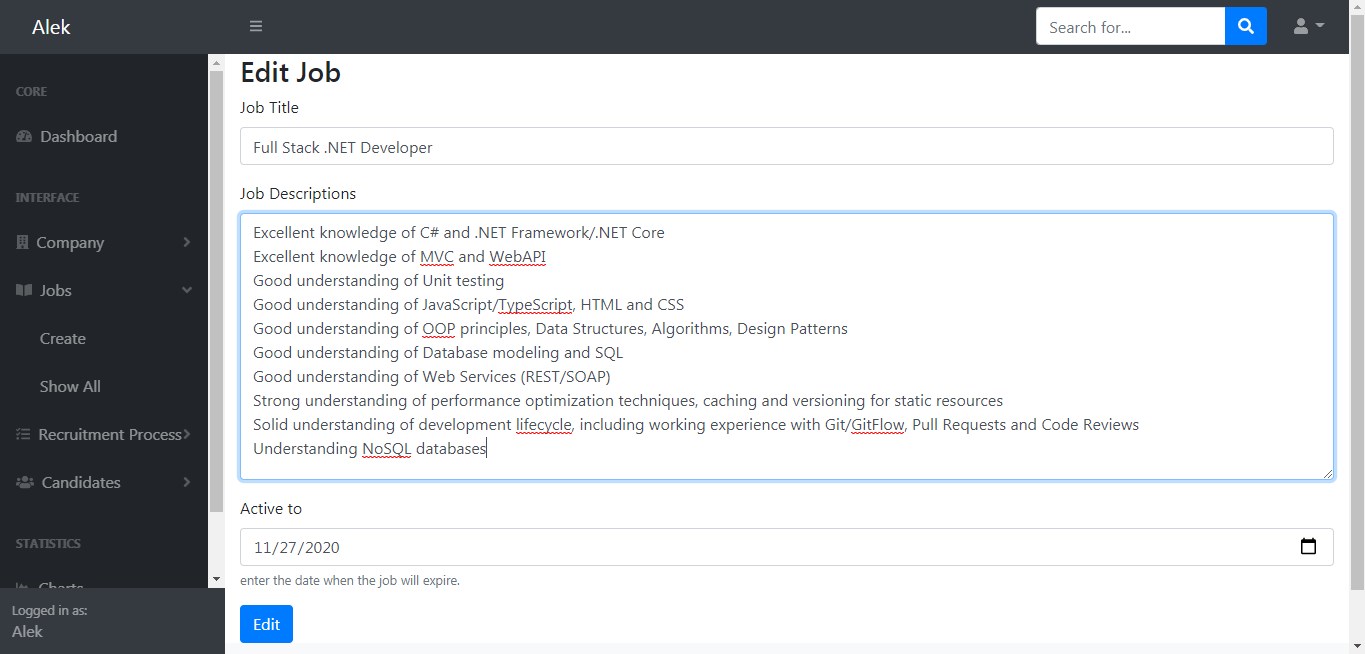 Alek
Search for...
CORE
Dashboard
INTERFACE
Company
Jobs
Create
Show All
Recruitment Process
Candidates
STATISTICS
Charts
Logged in as:
Alek
Edit Job
Job Title
Full Stack .NET Developer
Job Descriptions
Excellent knowledge of C# and .NET Framework/.NET Core
Excellent knowledge of MVC and WebAPI
Good understanding of Unit testing
Good understanding of JavaScript/TypeScript, HTML and CSS
Good understanding of OOP principles, Data Structures, Algorithms, Design Patterns
Good understanding of Database modeling and SQL
Good understanding of Web Services (REST/SOAP)
Strong understanding of performance optimization techniques, caching and versioning for static resources
Solid understanding of development lifecycle, including working experience with Git/GitFlow, Pull Requests and Code Reviews
Understanding NoSQL databases
Active to
11/27/2020
enter the date when the job will expire.
Edit